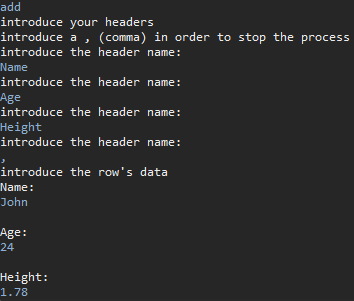 add
introduce your headers
introduce a , (comma) in order to stop the process
introduce the header name:
Name
introduce the header name:
Age
introduce the header name:
Height
introduce the header name:
,
introduce the row's data
Name:
John
Age:
24
Height:
1.78